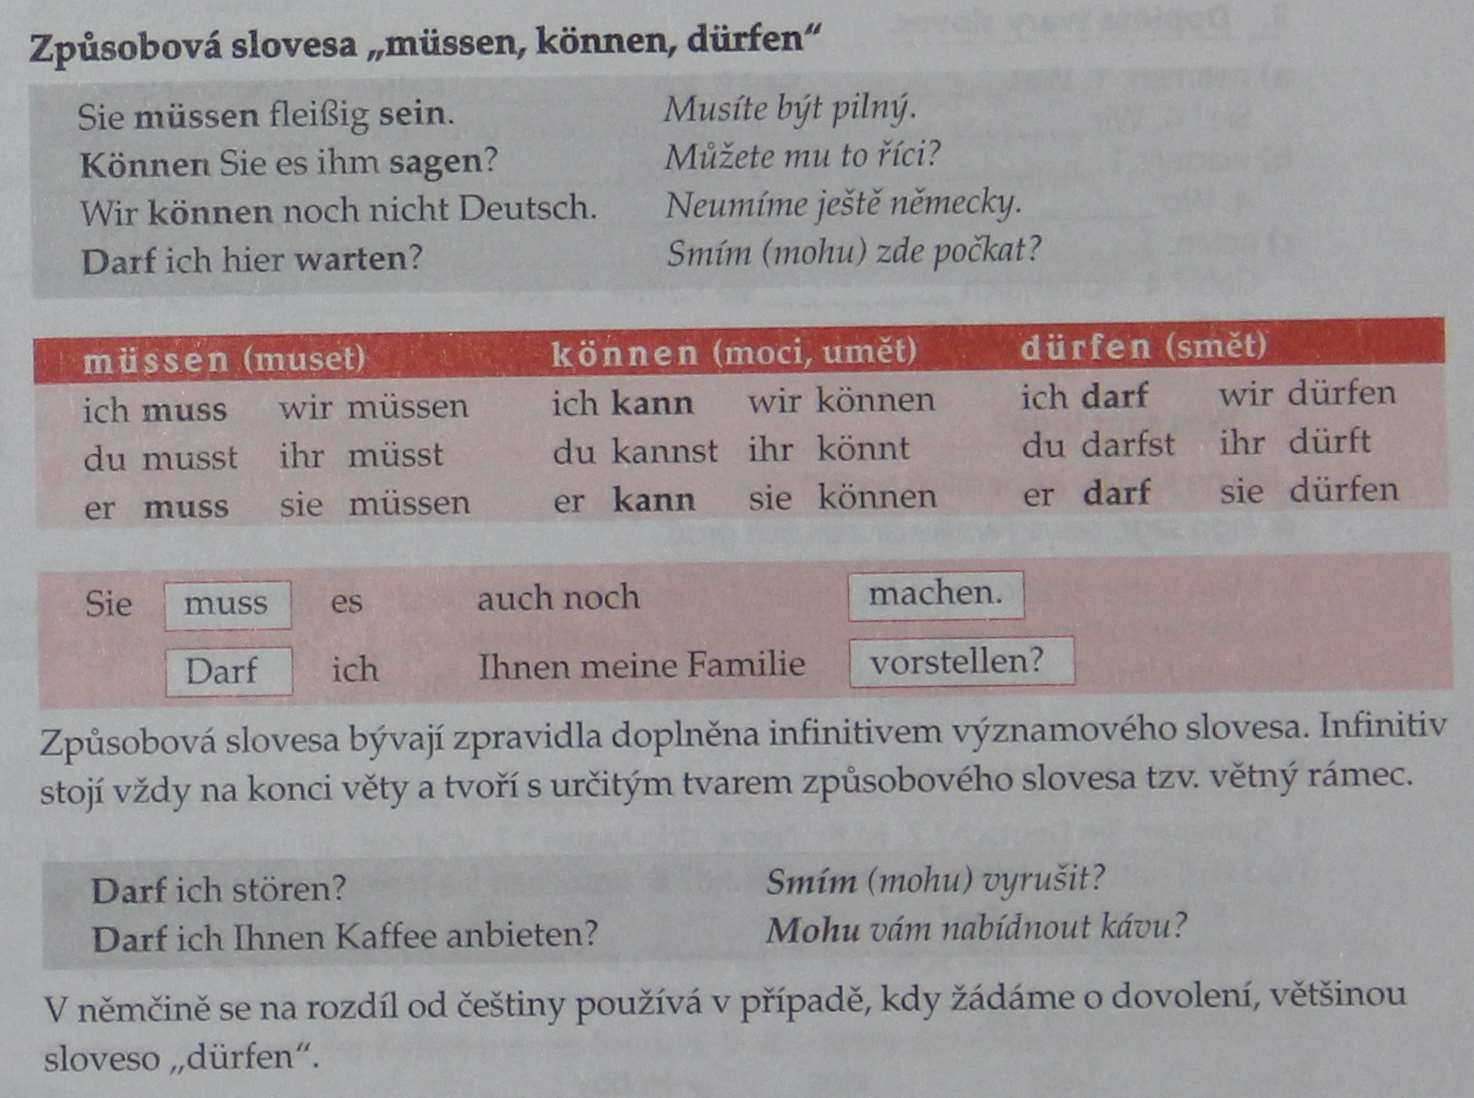 Způsobová slovesa „müssen, können, dürfen“
Sie müssen fleißig sein. Musíte být pilný.
Können Sie es ihm sagen? Můžete mu to říci?
Wir können noch nicht Deutsch. Neumíme ještě německy.
Darf ich hier warten? Smím (mohu) zde počkat?
müssen (muset) können (moci, umět) dürfen (smět)
ich muss wir müssen ich kann wir können ich darf wir dürfen
du musst ihr müsst du kannst ihr könnt du darfst ihr dürft
er muss sie müssen er kann sie können er darf sie dürfen
Sie muss es auch noch machen.
Darf ich Ihnen meine Familie vorstellen?
Způsobová slovesa bývají zpravidla doplněna infinitivem významového slovesa. Infinitiv
stojí vždy na konci věty a tvoří s určitým tvarem způsobového slovesa tzv. větný rámec.
Darf ich stören? Smím (mohu) vyrušit?
Darf ich Ihnen Kaffee anbieten? Mohu vám nabídnout kávu?
V němčině se na rozdíl od češtiny používá v případě, kdy žádáme o dovolení, většinou
sloveso „dürfen“.